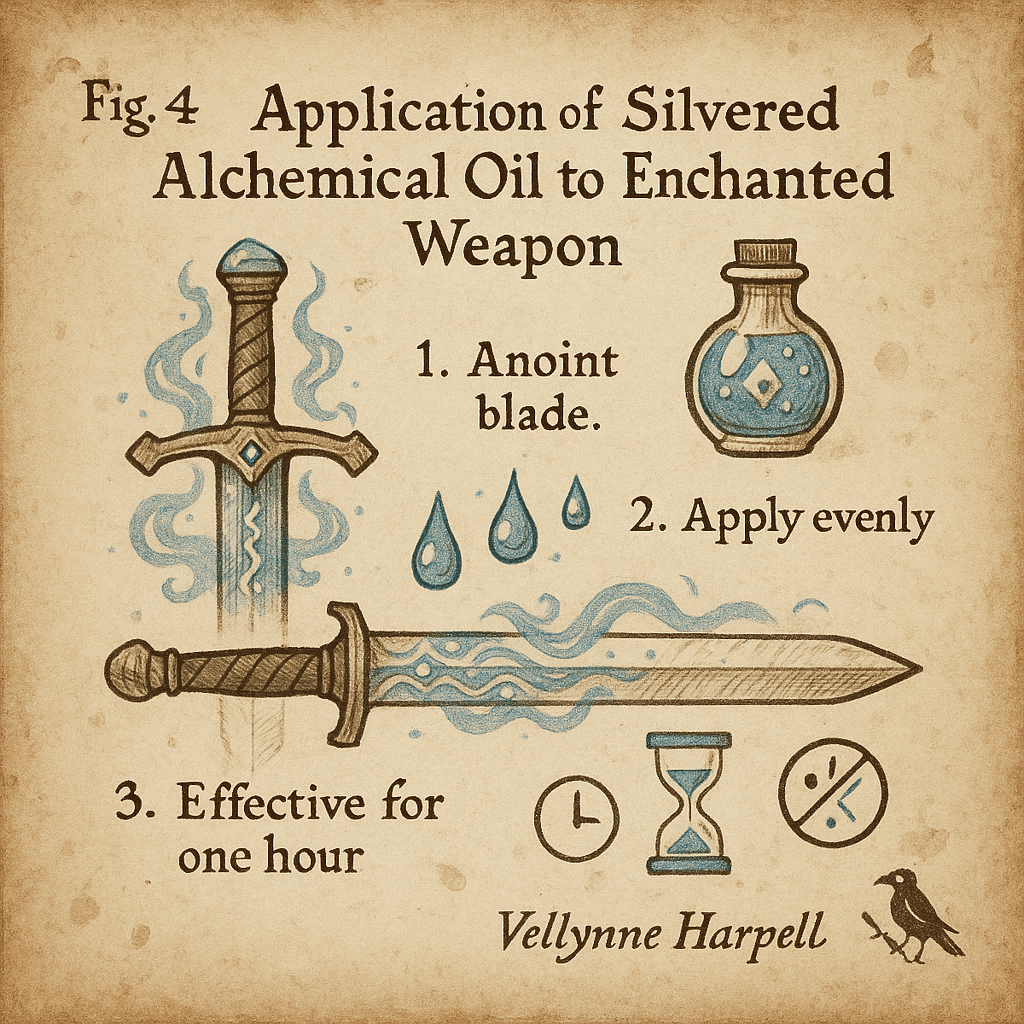 Fig. 4 Application of Silvered
Alchemical Oil to Enchanted
Weapon
1. Anoint
blade.
2. Apply evenly
3. Effective for
one hour
Vellynne Harpell